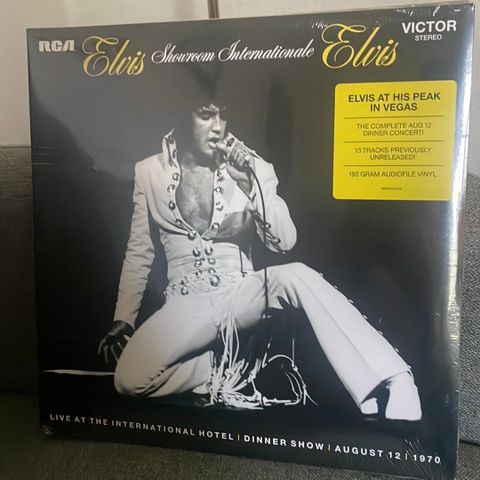 RCA Elvis Showroom Internationale Elvis VICTOR
STEREO
ELVIS AT HIS PEAK
IN VEGAS
THE COMPLETE AUG 12
DINNER CONCERT!
13 TRACKS PREVIOUSLY
UNRELEASED!
180 GRAM AUDIOFILE VINYL
LIVE AT THE INTERNATIONAL HOTEL | DINNER SHOW | AUGUST 12 | 1970